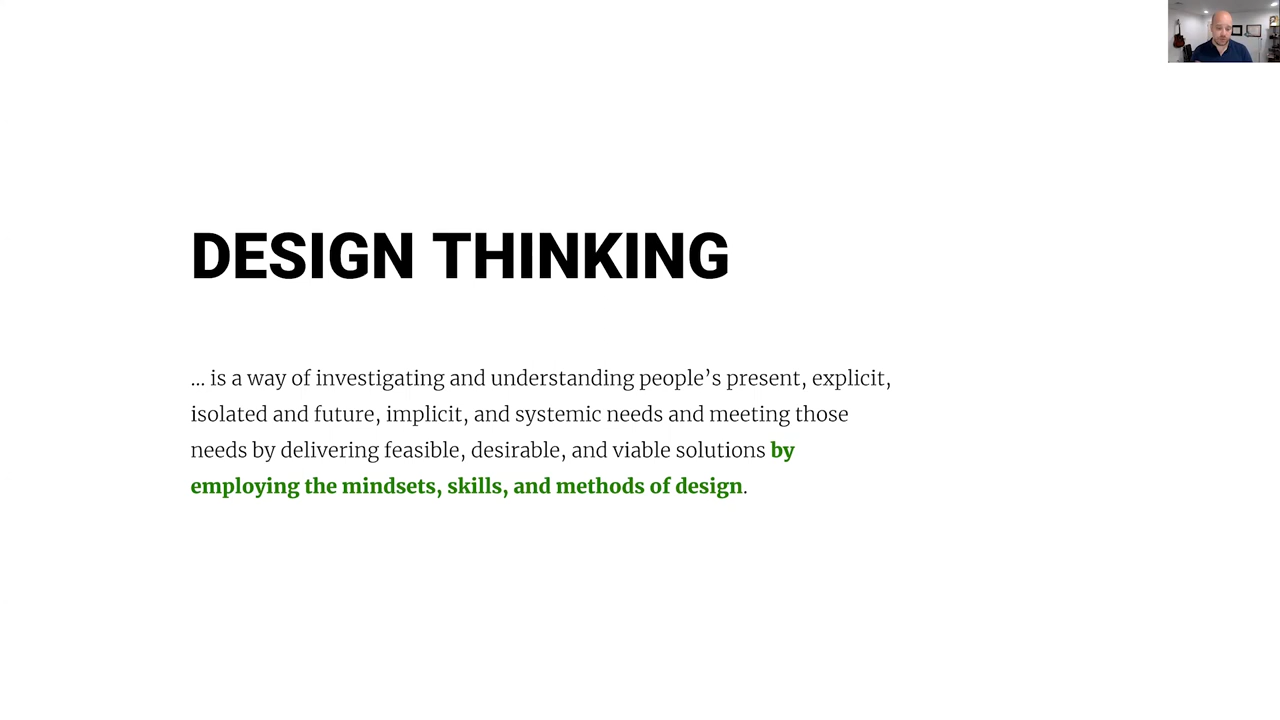 DESIGN THINKING
... is a way of investigating and understanding people’s present, explicit,
isolated and future, implicit, and systemic needs and meeting those
needs by delivering feasible, desirable, and viable solutions by
employing the mindsets, skills, and methods of design.